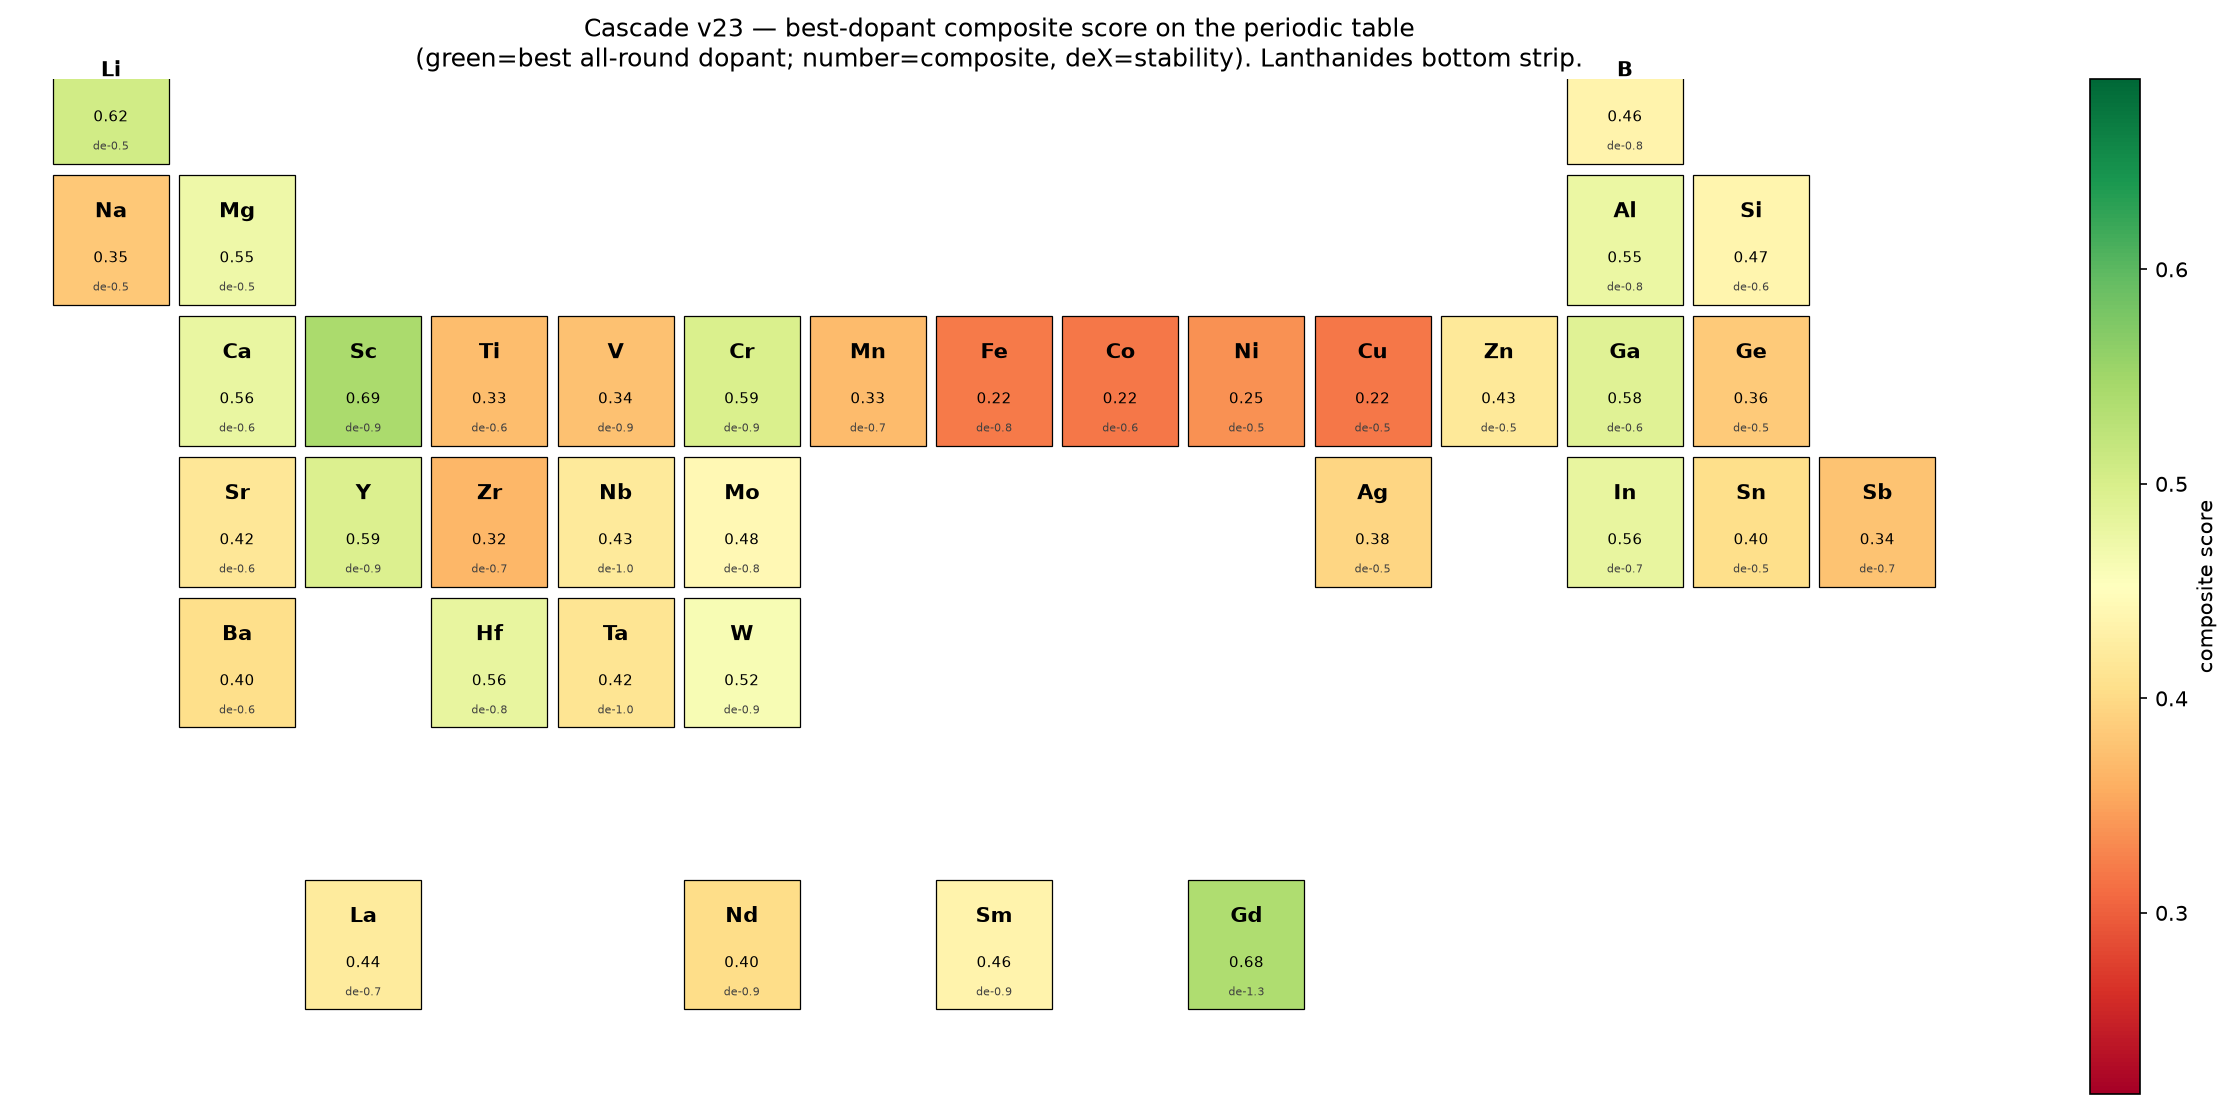 Cascade v23 — best-dopant composite score on the periodic table
(green=best all-round dopant; number=composite, deX=stability). Lanthanides bottom strip.
Li
0.62
de-0.5
B
0.46
de-0.8
Na
0.35
de-0.5
Mg
0.55
de-0.5
Al
0.55
de-0.8
Si
0.47
de-0.6
Ca
0.56
de-0.6
Sc
0.69
de-0.9
Ti
0.33
de-0.6
V
0.34
de-0.9
Cr
0.59
de-0.9
Mn
0.33
de-0.7
Fe
0.22
de-0.8
Co
0.22
de-0.6
Ni
0.25
de-0.5
Cu
0.22
de-0.5
Zn
0.43
de-0.5
Ga
0.58
de-0.6
Ge
0.36
de-0.5
Sr
0.42
de-0.6
Y
0.59
de-0.9
Zr
0.32
de-0.7
Nb
0.43
de-1.0
Mo
0.48
de-0.8
Ag
0.38
de-0.5
In
0.56
de-0.7
Sn
0.40
de-0.5
Sb
0.34
de-0.7
Ba
0.40
de-0.6
Hf
0.56
de-0.8
Ta
0.42
de-1.0
W
0.52
de-0.9
La
0.44
de-0.7
Nd
0.40
de-0.9
Sm
0.46
de-0.9
Gd
0.68
de-1.3
0.6
0.5
0.4
0.3
composite score